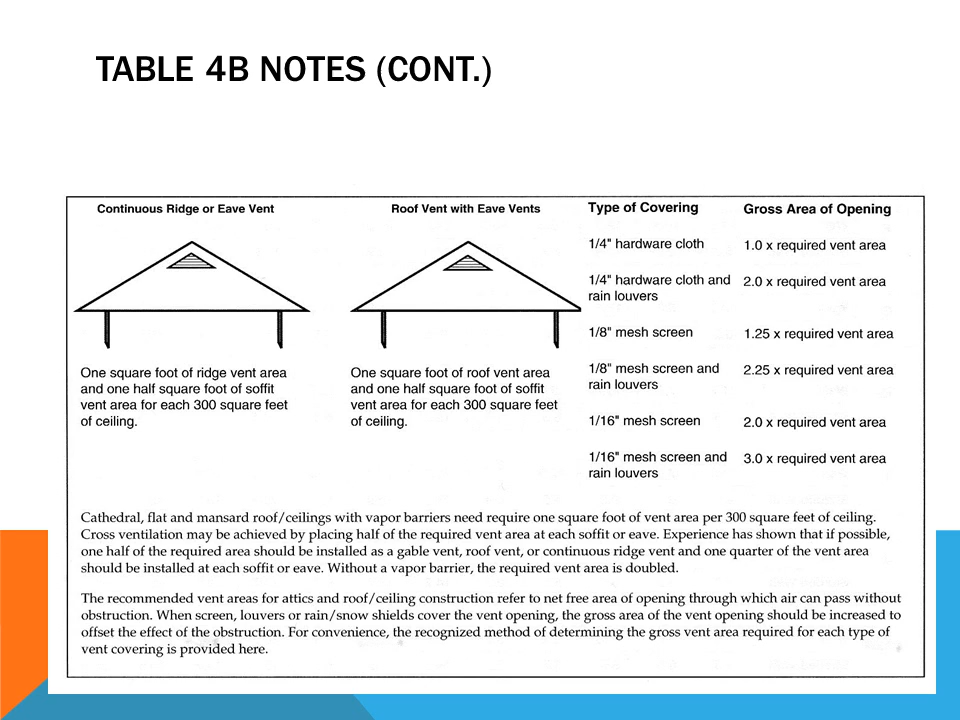 TABLE 4B NOTES (CONT.)
Continuous Ridge or Eave Vent
One square foot of ridge vent area
and one half square foot of soffit
vent area for each 300 square feet
of ceiling.
Roof Vent with Eave Vents
One square foot of roof vent area
and one half square foot of soffit
vent area for each 300 square feet
of ceiling.
Type of Covering Gross Area of Opening
1/4" hardware cloth 1.0 x required vent area
1/4" hardware cloth and 2.0 x required vent area
rain louvers
1/8" mesh screen 1.25 x required vent area
1/8" mesh screen and 2.25 x required vent area
rain louvers
1/16" mesh screen 2.0 x required vent area
1/16" mesh screen and 3.0 x required vent area
rain louvers
Cathedral, flat and mansard roof/ceilings with vapor barriers need require one square foot of vent area per 300 square feet of ceiling.
Cross ventilation may be achieved by placing half of the required vent area at each soffit or eave. Experience has shown that if possible,
one half of the required area should be installed as a gable vent, roof vent, or continuous ridge vent and one quarter of the vent area
should be installed at each soffit or eave. Without a vapor barrier, the required vent area is doubled.
The recommended vent areas for attics and roof/ceiling construction refer to net free area of opening through which air can pass without
obstruction. When screen, louvers or rain/snow shields cover the vent opening, the gross area of the vent opening should be increased to
offset the effect of the obstruction. For convenience, the recognized method of determining the gross vent area required for each type of
vent covering is provided here.